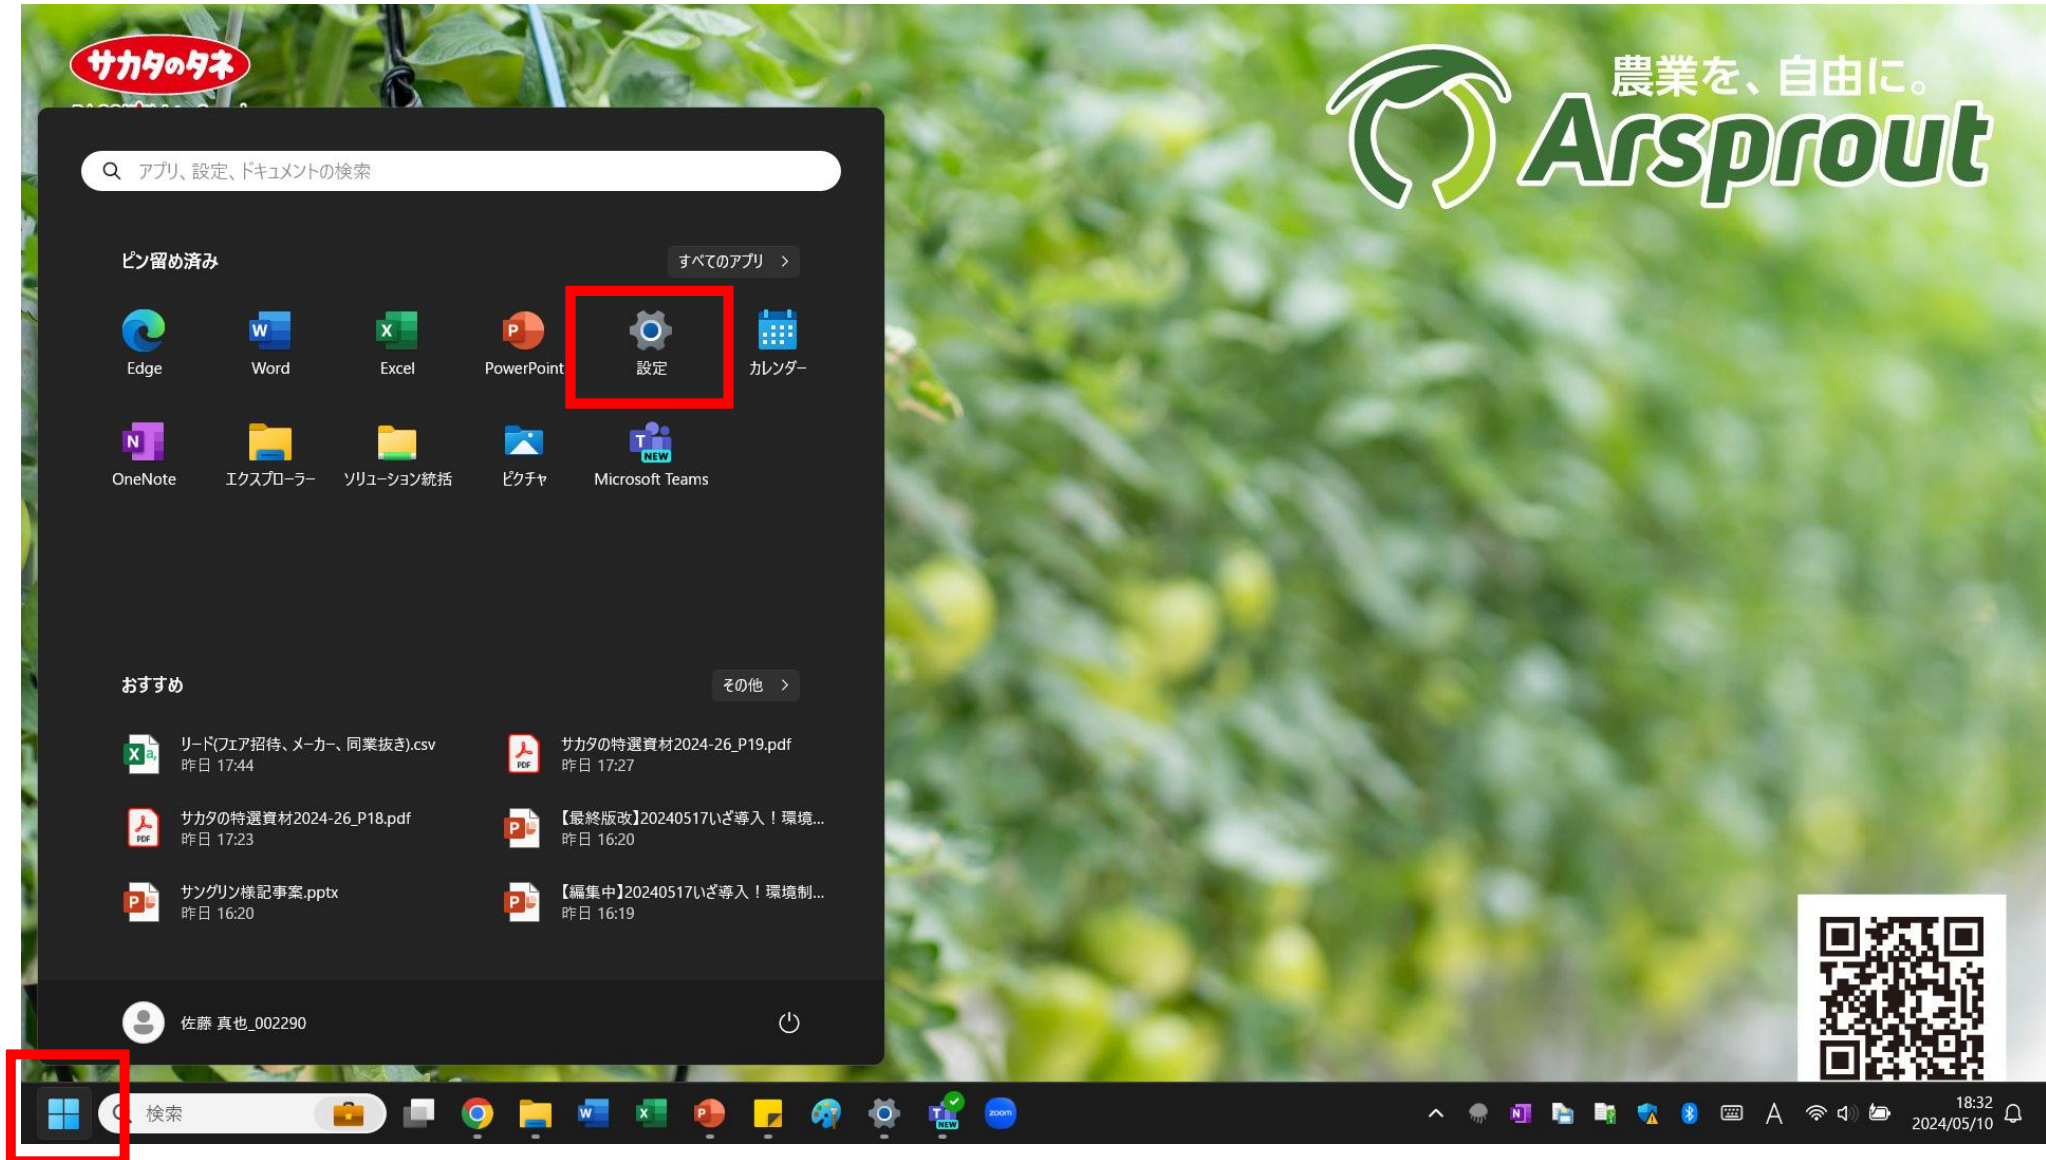 サカタのタネ
農業を、自由に。
Arsprout
アプリ、設定、ドキュメントの検索
ピン留め済み
すべてのアプリ
Edge
Word
Excel
PowerPoint
設定
カレンダー
OneNote
エクスプローラー
ソリューション統括
ピクチャ
NEW
Microsoft Teams
おすすめ
その他
リード(フェア招待、メーカー、同業抜き).csv
昨日 17:44
サカタの特選資材2024-26_P19.pdf
昨日 17:27
サカタの特選資材2024-26_P18.pdf
昨日 17:23
【最終版改】20240517いざ導入！環境...
昨日 16:20
サングリン様記事案.pptx
昨日 16:20
【編集中】20240517いざ導入！環境制...
昨日 16:19
佐藤 真也_002290
検索
NEW
zoom
A
18:32
2024/05/10